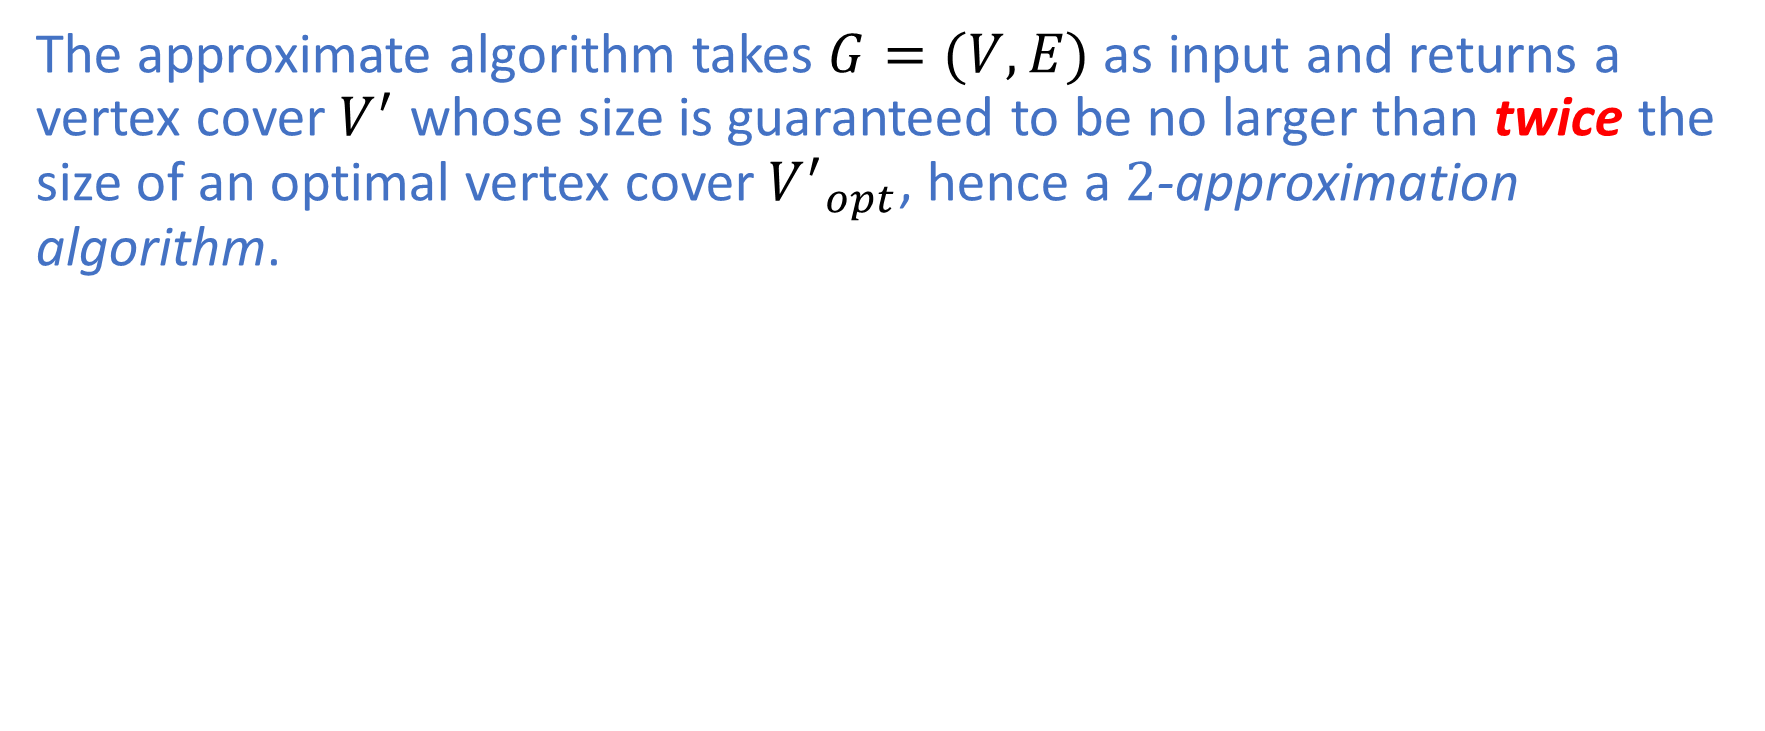 The approximate algorithm takes G = (V, E) as input and returns a
vertex cover V′ whose size is guaranteed to be no larger than twice the
size of an optimal vertex cover V′opt, hence a 2-approximation
algorithm.